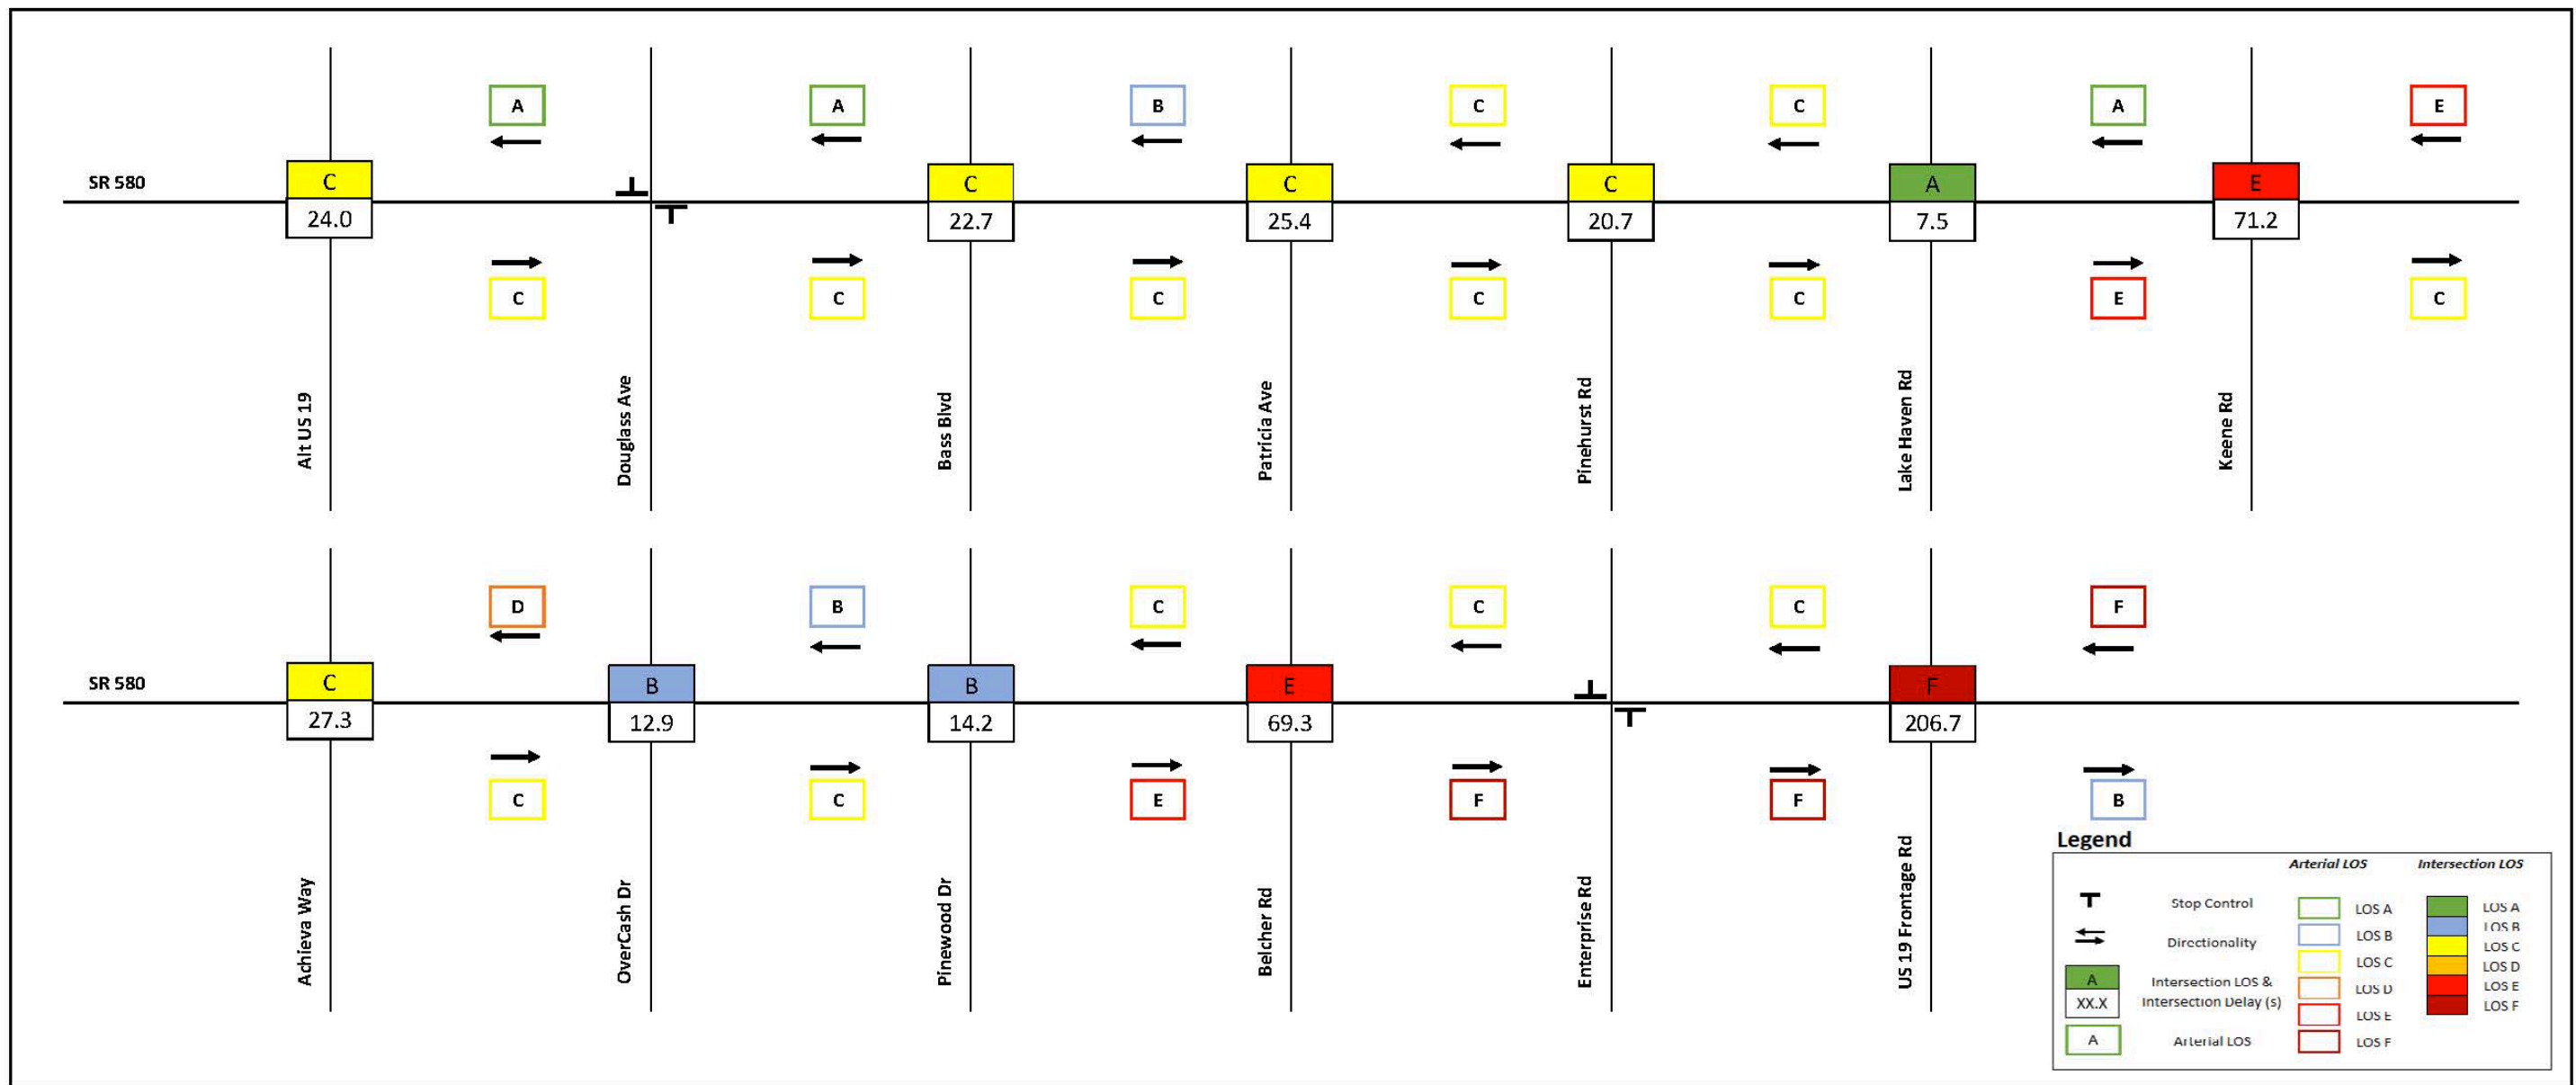 A A B C C A E
SR 580
C C C C A E
24.0 22.7 25.4 20.7 7.5 71.2
C C C C C E C
Alt US 19
Douglass Ave
Bass Blvd
Patricia Ave
Pinehurst Rd
Lake Haven Rd
Keene Rd
D B C C C F
SR 580
C B B E F
27.3 12.9 14.2 69.3 206.7
C C E F F B
Achieva Way
OverCash Dr
Pinewood Dr
Belcher Rd
Enterprise Rd
US 19 Frontage Rd
Legend
Arterial LOS Intersection LOS
Stop Control
Directionality
A
XX.X
Intersection LOS &
Intersection Delay (s)
A
Arterial LOS
LOS A
LOS B
LOS C
LOS D
LOS E
LOS F
LOS A
LOS B
LOS C
LOS D
LOS E
LOS F